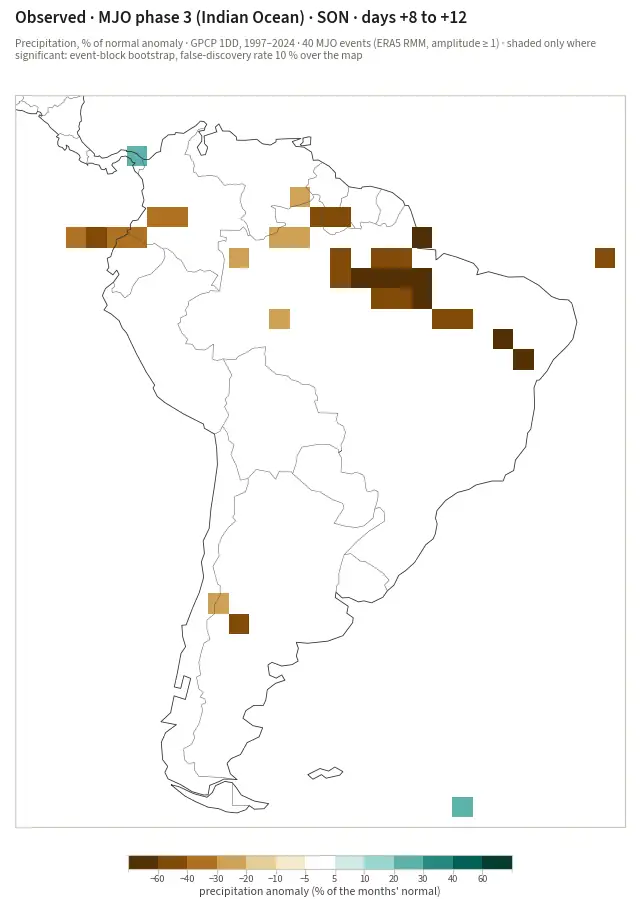 Observed · MJO phase 3 (Indian Ocean) · SON · days +8 to +12
Precipitation, % of normal anomaly · GPCP 1DD, 1997–2024 · 40 MJO events (ERA5 RMM, amplitude ≥ 1) · shaded only where
significant: event-block bootstrap, false-discovery rate 10 % over the map
−60 −40 −30 −20 −10 −5 5 10 20 30 40 60
precipitation anomaly (% of the months' normal)